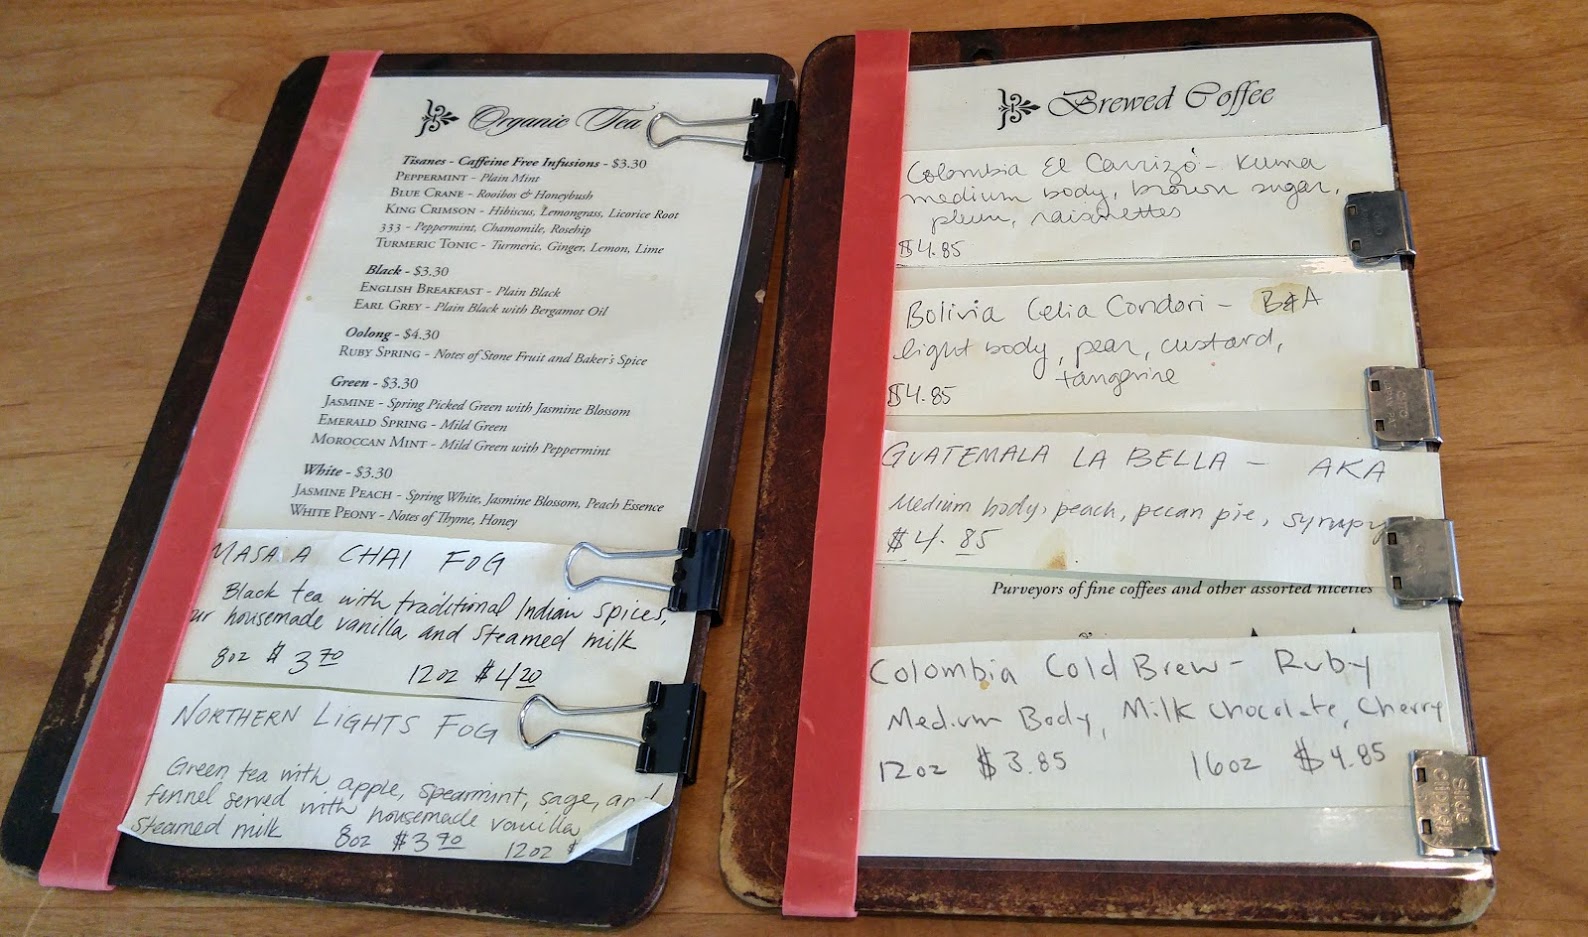 Organic Tea
Tisanes - Caffeine Free Infusions - $3.30
Peppermint - Plain Mint
Blue Crane - Rooibos & Honeybush
King Crimson - Hibiscus, Lemongrass, Licorice Root
333 - Peppermint, Chamomile, Rosehip
Turmeric Tonic - Turmeric, Ginger, Lemon, Lime
Black - $3.30
English Breakfast - Plain Black
Earl Grey - Plain Black with Bergamot Oil
Oolong - $4.30
Ruby Spring - Notes of Stone Fruit and Baker's Spice
Green - $3.30
Jasmine - Spring Picked Green with Jasmine Blossom
Emerald Spring - Mild Green
Moroccan Mint - Mild Green with Peppermint
White - $3.30
Jasmine Peach - Spring White, Jasmine Blossom, Peach Essence
White Peony - Notes of Thyme, Honey
MASALA CHAI FOG
Black tea with traditional Indian spices,
ur housemade vanilla and steamed milk
8oz $3.70 12oz $4.20
NORTHERN LIGHTS FOG
Green tea with apple, spearmint, sage, and
fennel served with housemade vanilla
steamed milk 8oz $3.70 12oz $
Brewed Coffee
Colombia El Carrizo - Kuma
medium body, brown sugar,
plum, raisinettes
$4.85
Bolivia Celia Condori - B&A
light body, pear, custard,
tangerine
$4.85
GUATEMALA LA BELLA - AKA
Medium body, peach, pecan pie, syrupy
$4.85
Purveyors of fine coffees and other assorted niceties
Colombia Cold Brew - Ruby
Medium Body, Milk chocolate, Cherry
12oz $3.85 16oz $4.85
Slide
Clipper